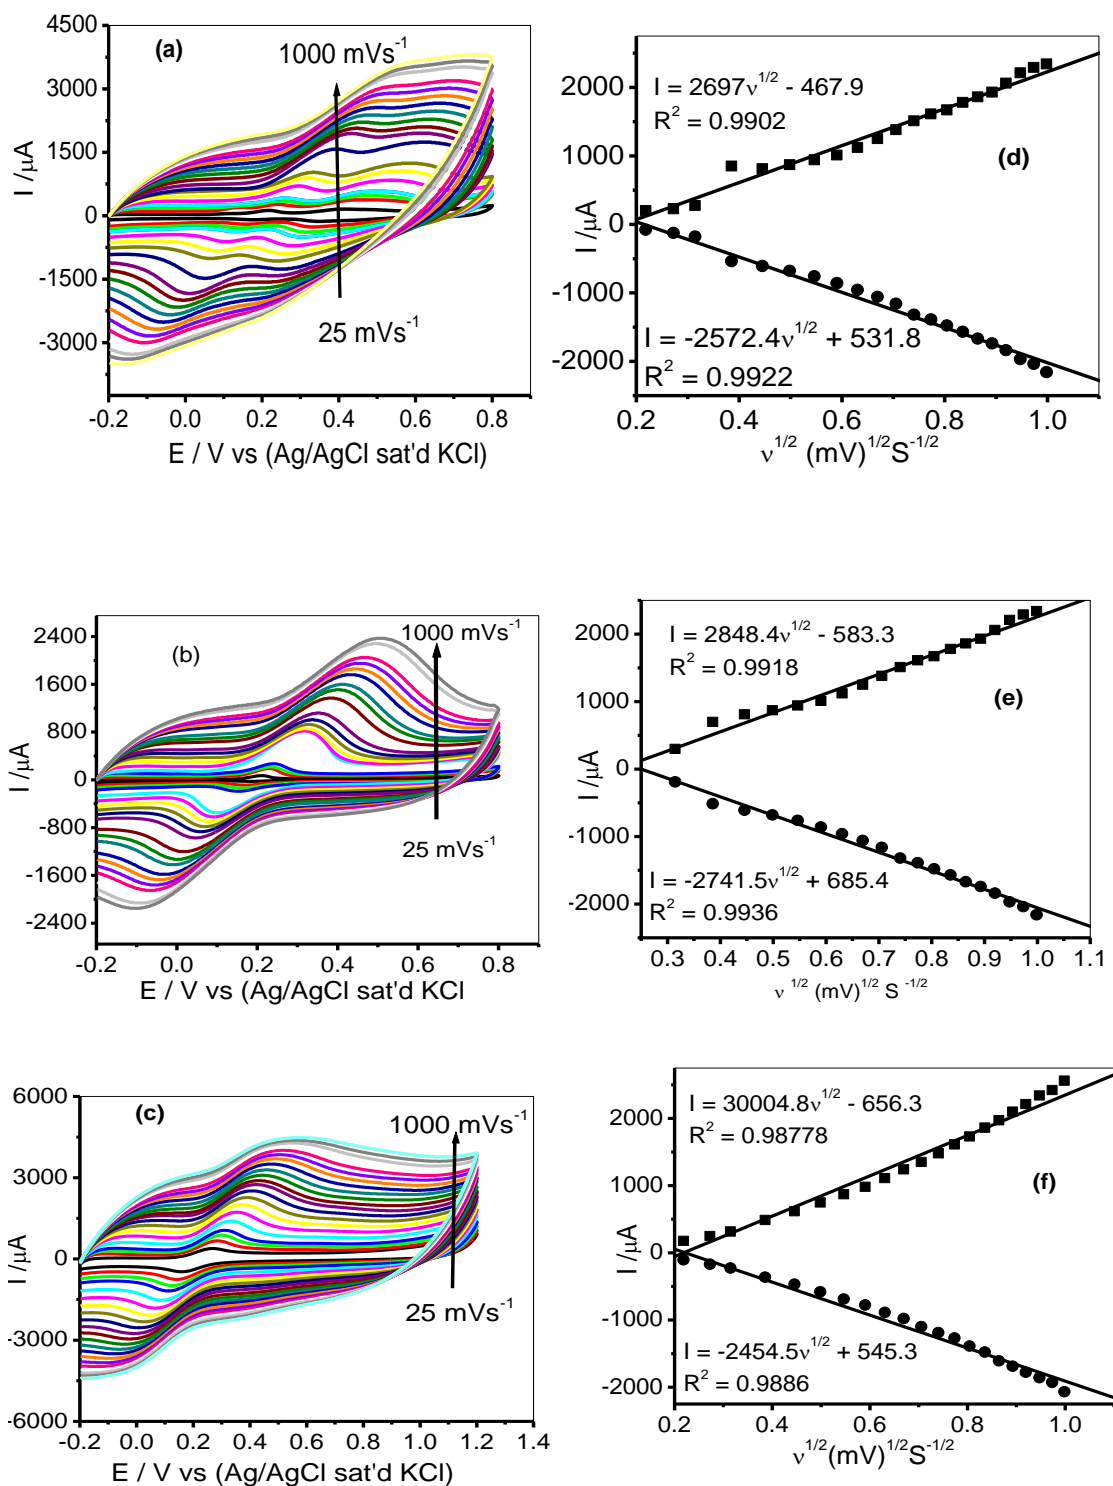 (a)
1000 mVs-1
25 mVs-1
4500
3000
1500
0
-1500
-3000
I /μA
-0.2 0.0 0.2 0.4 0.6 0.8
E / V vs (Ag/AgCl sat'd KCl)
(d)
I = 2697ν1/2 - 467.9
R2 = 0.9902
I = -2572.4ν1/2 + 531.8
R2 = 0.9922
2000
1000
0
-1000
-2000
I /μA
0.2 0.4 0.6 0.8 1.0
ν1/2 (mV)1/2S-1/2
(b)
1000 mVs-1
25 mVs-1
2400
1600
800
0
-800
-1600
-2400
I /μA
-0.2 0.0 0.2 0.4 0.6 0.8
E / V vs (Ag/AgCl sat'd KCl
(e)
I = 2848.4ν1/2 - 583.3
R2 = 0.9918
I = -2741.5ν1/2 + 685.4
R2 = 0.9936
2000
1000
0
-1000
-2000
I /μA
0.3 0.4 0.5 0.6 0.7 0.8 0.9 1.0 1.1
ν 1/2 (mV)1/2 S -1/2
(c)
1000 mVs-1
25 mVs-1
6000
3000
0
-3000
-6000
I /μA
-0.2 0.0 0.2 0.4 0.6 0.8 1.0 1.2 1.4
E / V vs (Ag/AgCl sat'd KCl)
(f)
I = 30004.8ν1/2 - 656.3
R2 = 0.98778
I = -2454.5ν1/2 + 545.3
R2 = 0.9886
2000
1000
0
-1000
-2000
I /μA
0.2 0.4 0.6 0.8 1.0
ν1/2(mV)1/2S-1/2